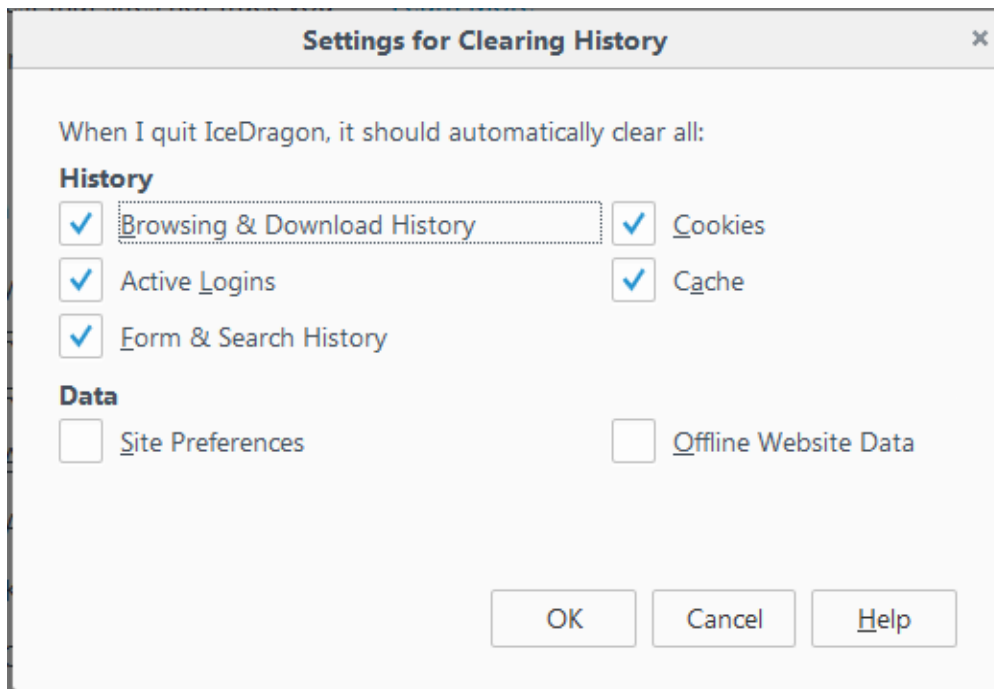 Settings for Clearing History
When I quit IceDragon, it should automatically clear all:
History
Browsing & Download History Cookies
Active Logins Cache
Form & Search History
Data
Site Preferences Offline Website Data
OK Cancel Help